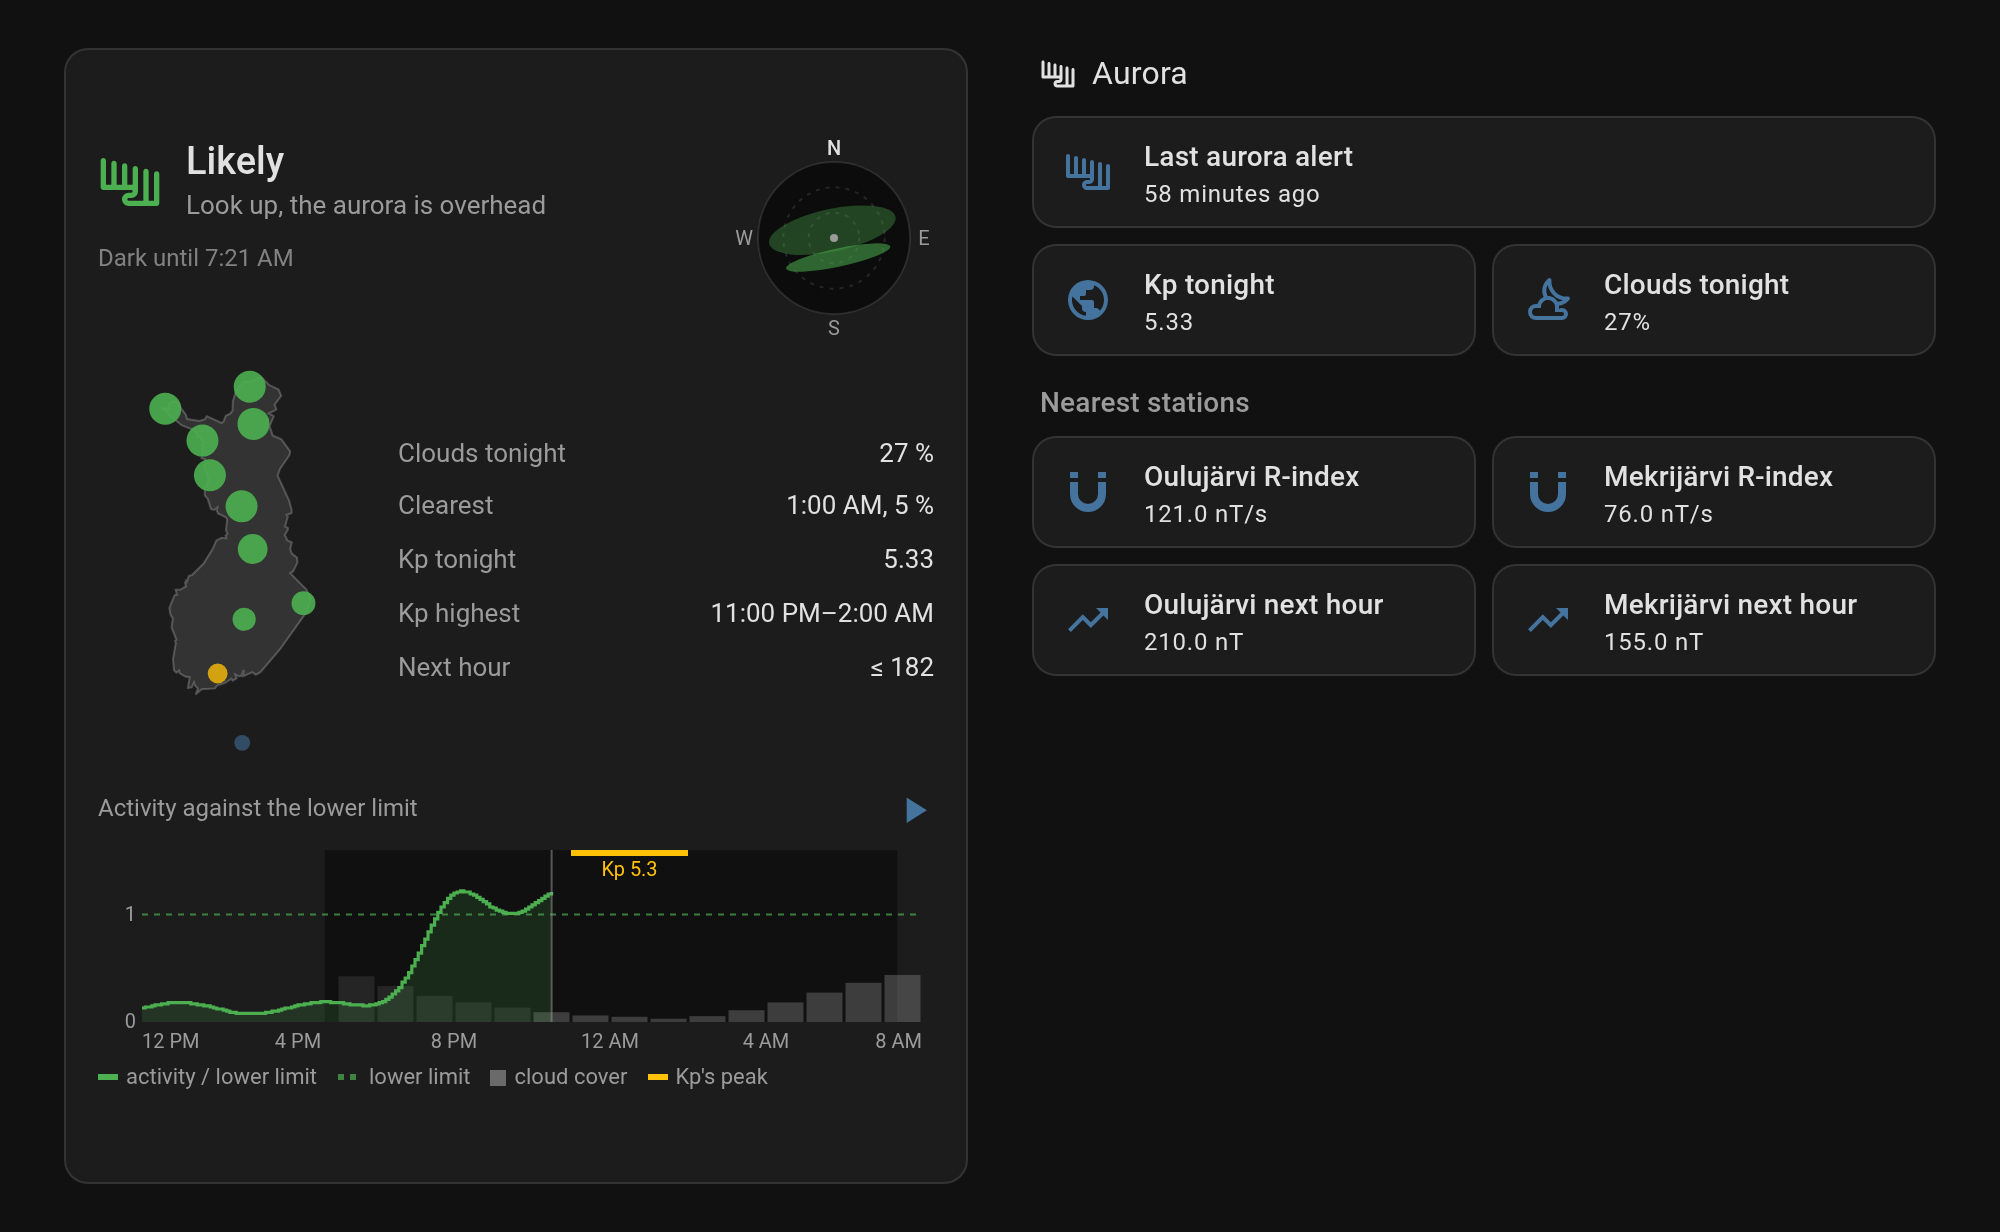 Likely
Look up, the aurora is overhead
Dark until 7:21 AM
N
W
E
S
Clouds tonight 27 %
Clearest 1:00 AM, 5 %
Kp tonight 5.33
Kp highest 11:00 PM–2:00 AM
Next hour ≤ 182
Activity against the lower limit
Kp 5.3
1
0
12 PM 4 PM 8 PM 12 AM 4 AM 8 AM
activity / lower limit lower limit cloud cover Kp's peak
Aurora
Last aurora alert
58 minutes ago
Kp tonight
5.33
Clouds tonight
27%
Nearest stations
Oulujärvi R-index
121.0 nT/s
Mekrijärvi R-index
76.0 nT/s
Oulujärvi next hour
210.0 nT
Mekrijärvi next hour
155.0 nT